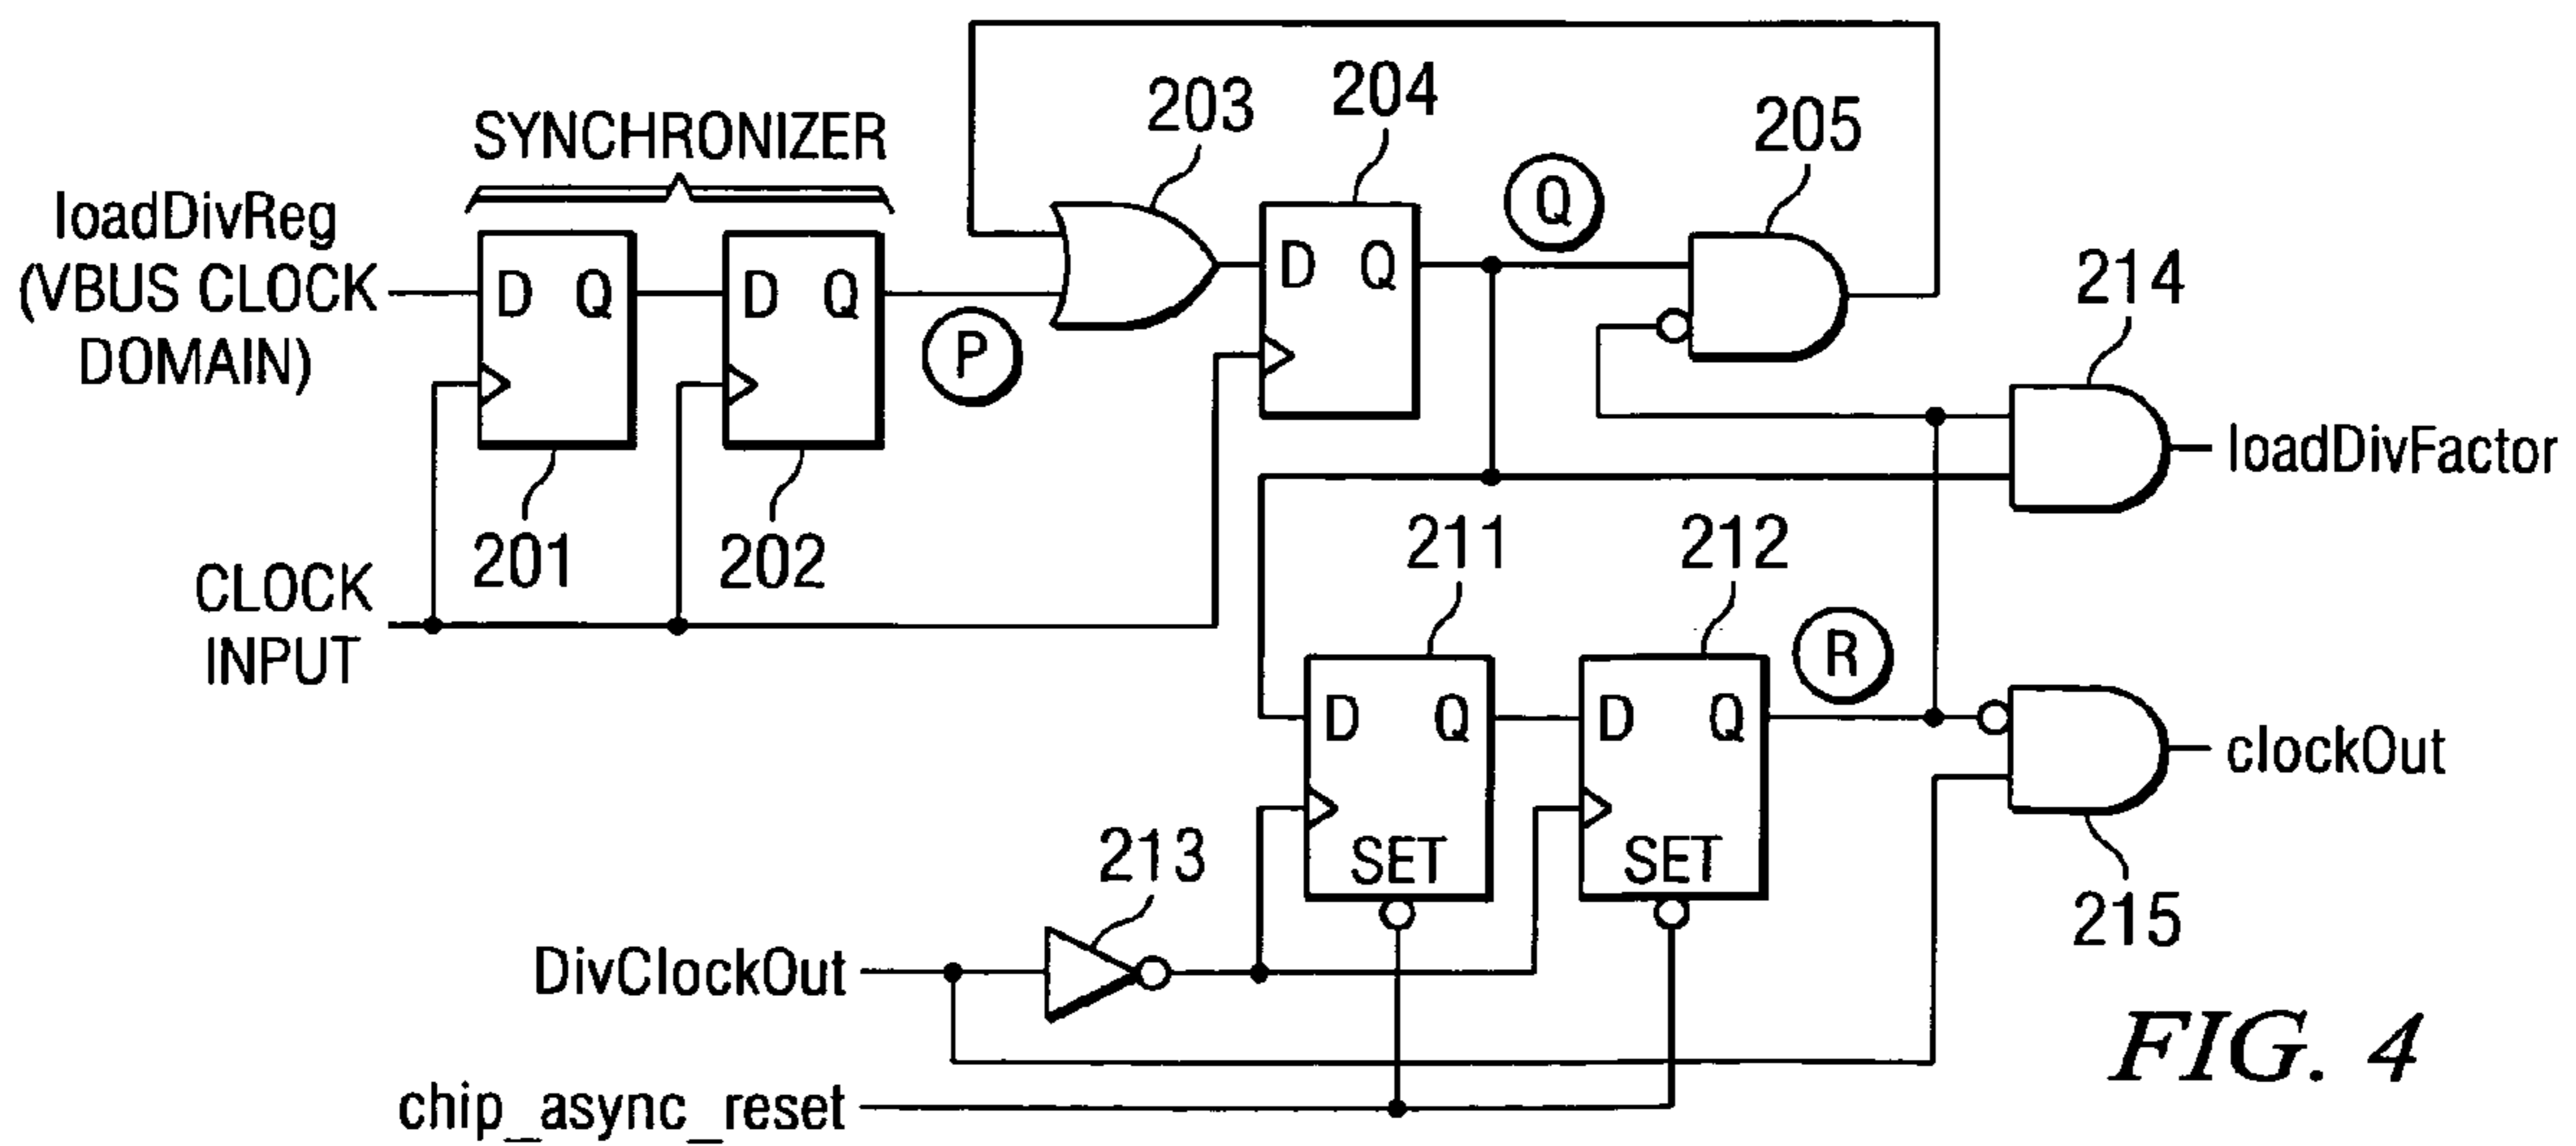 SYNCHRONIZER
203
204
205
Q
loadDivReg
(VBUS CLOCK
DOMAIN)
D Q
D Q
P
D Q
214
loadDivFactor
201
202
211
212
CLOCK
INPUT
R
D Q
SET
D Q
SET
clockOut
213
215
DivClockOut
chip_async_reset
FIG. 4